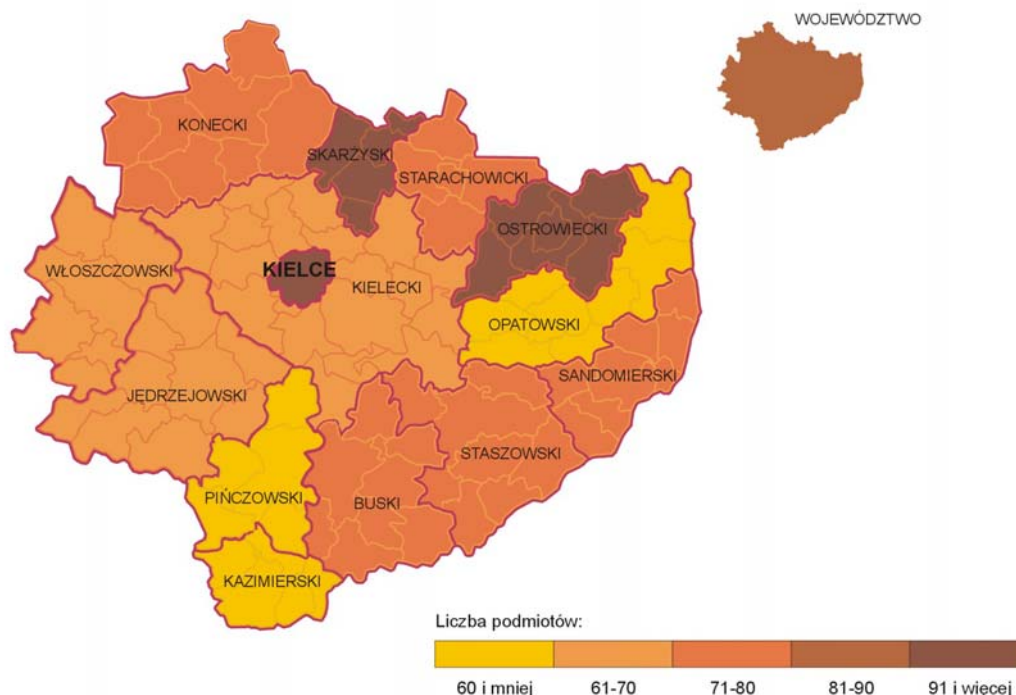 WOJEWÓDZTWO
KONECKI
SKARŻYSKI
STARACHOWICKI
OSTROWIECKI
WŁOSZCZOWSKI
KIELCE
KIELECKI
OPATOWSKI
SANDOMIERSKI
JĘDRZEJOWSKI
STASZOWSKI
PIŃCZOWSKI
BUSKI
KAZIMIERSKI
Liczba podmiotów:
60 i mniej 61-70 71-80 81-90 91 i więcej